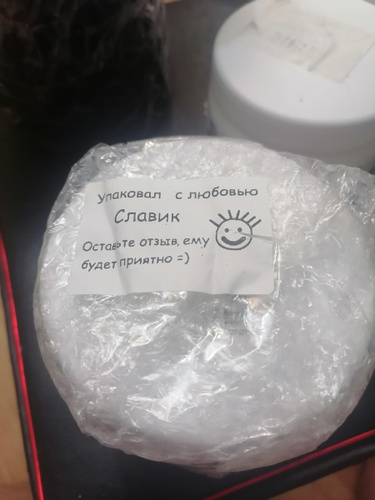 Упаковал с любовью
Славик
Оставьте отзыв, ему
будет приятно =)